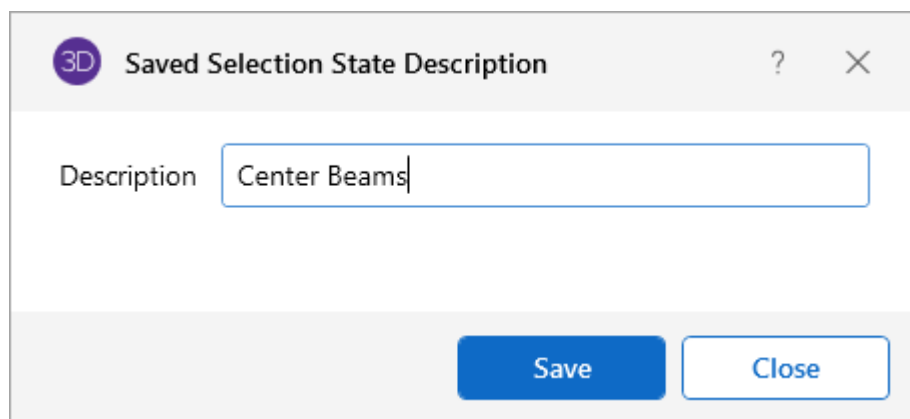 3D Saved Selection State Description ?
Description Center Beams
Save Close